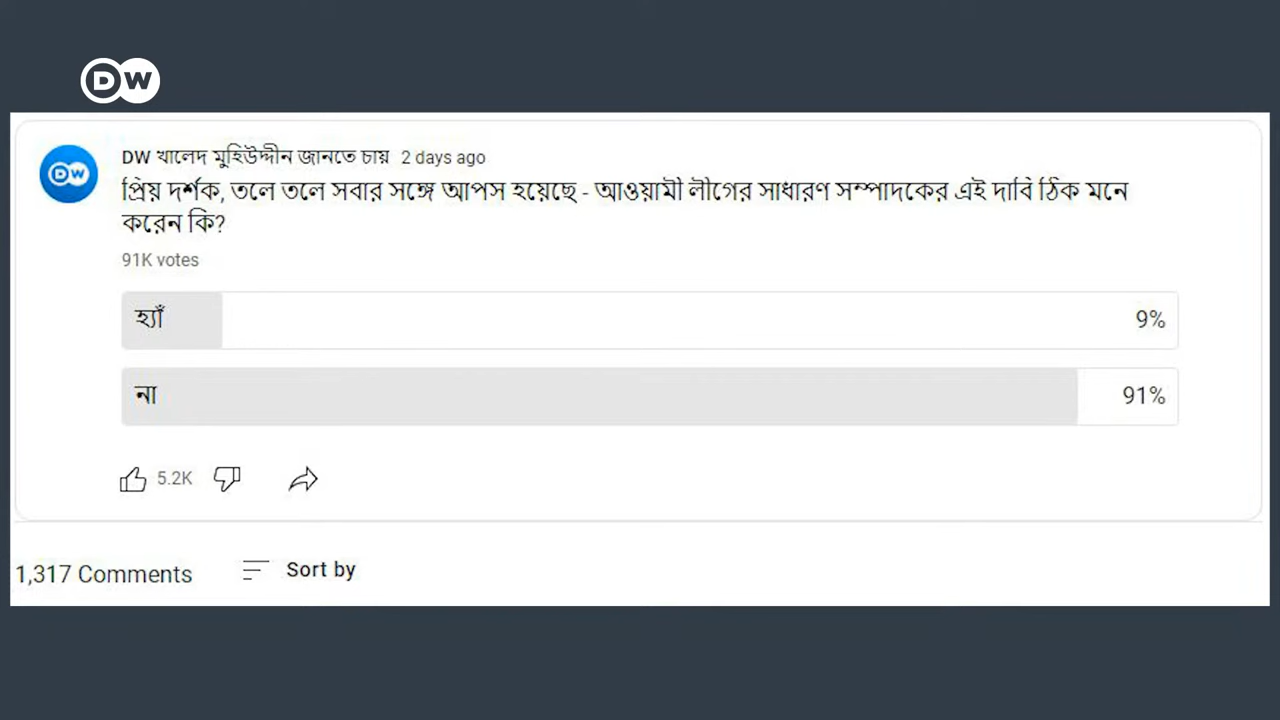 DW
DW
DW খালেদ মুহিউদ্দীন জানতে চায় 2 days ago
প্রিয় দর্শক, তলে তলে সবার সঙ্গে আপস হয়েছে - আওয়ামী লীগের সাধারণ সম্পাদকের এই দাবি ঠিক মনে
করেন কি?
91K votes
হ্যাঁ 9%
না 91%
5.2K
1,317 Comments Sort by